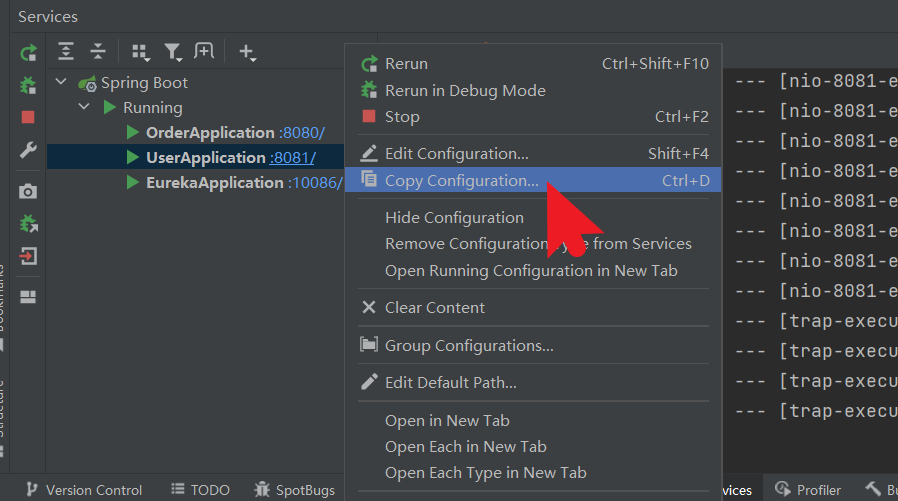 Services
Spring Boot
Running
OrderApplication :8080/
UserApplication :8081/
EurekaApplication :10086/
Rerun Ctrl+Shift+F10
Rerun in Debug Mode
Stop Ctrl+F2
Edit Configuration... Shift+F4
Copy Configuration... Ctrl+D
Hide Configuration
Remove Configuration from Services
Open Running Configuration in New Tab
Clear Content
Group Configurations...
Edit Default Path...
Open in New Tab
Open Each in New Tab
Open Each Type in New Tab
--- [nio-8081-e
--- [nio-8081-e
--- [nio-8081-e
--- [nio-8081-e
--- [nio-8081-e
--- [nio-8081-e
--- [nio-8081-e
--- [nio-8081-e
--- [trap-execu
--- [trap-execu
--- [trap-execu
--- [trap-execu
Version Control TODO SpotBugs vices Profiler Bu